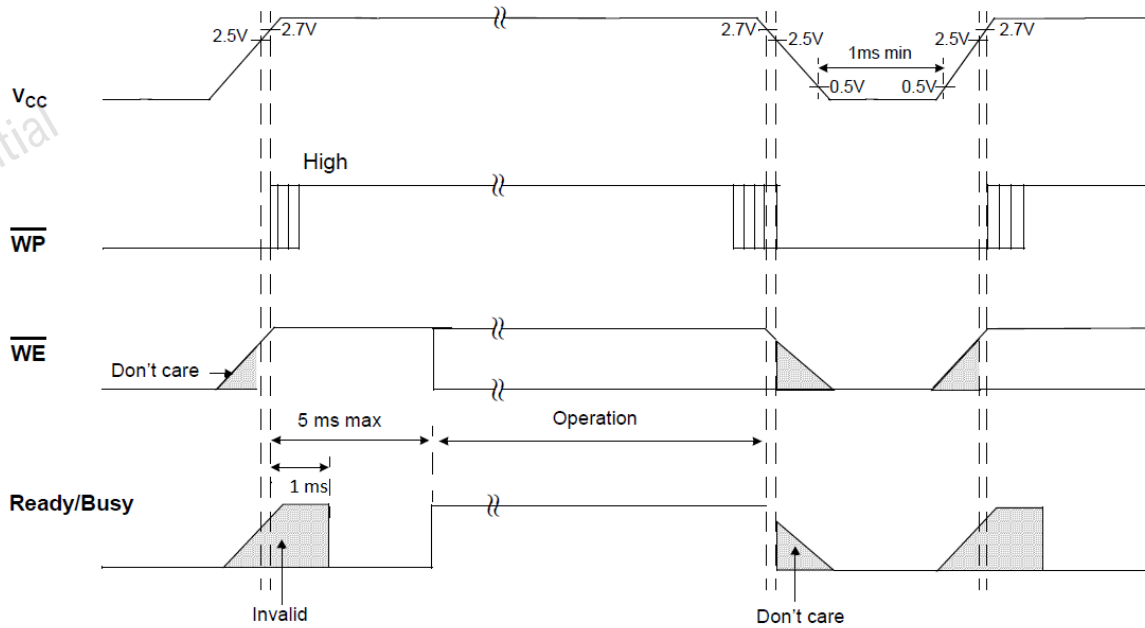 2.5V 2.7V 2.7V 2.5V 1ms min 2.5V 2.7V
0.5V 0.5V
VCC
High
WP
WE
Don't care
5 ms max Operation
1 ms
Ready/Busy
Invalid Don't care